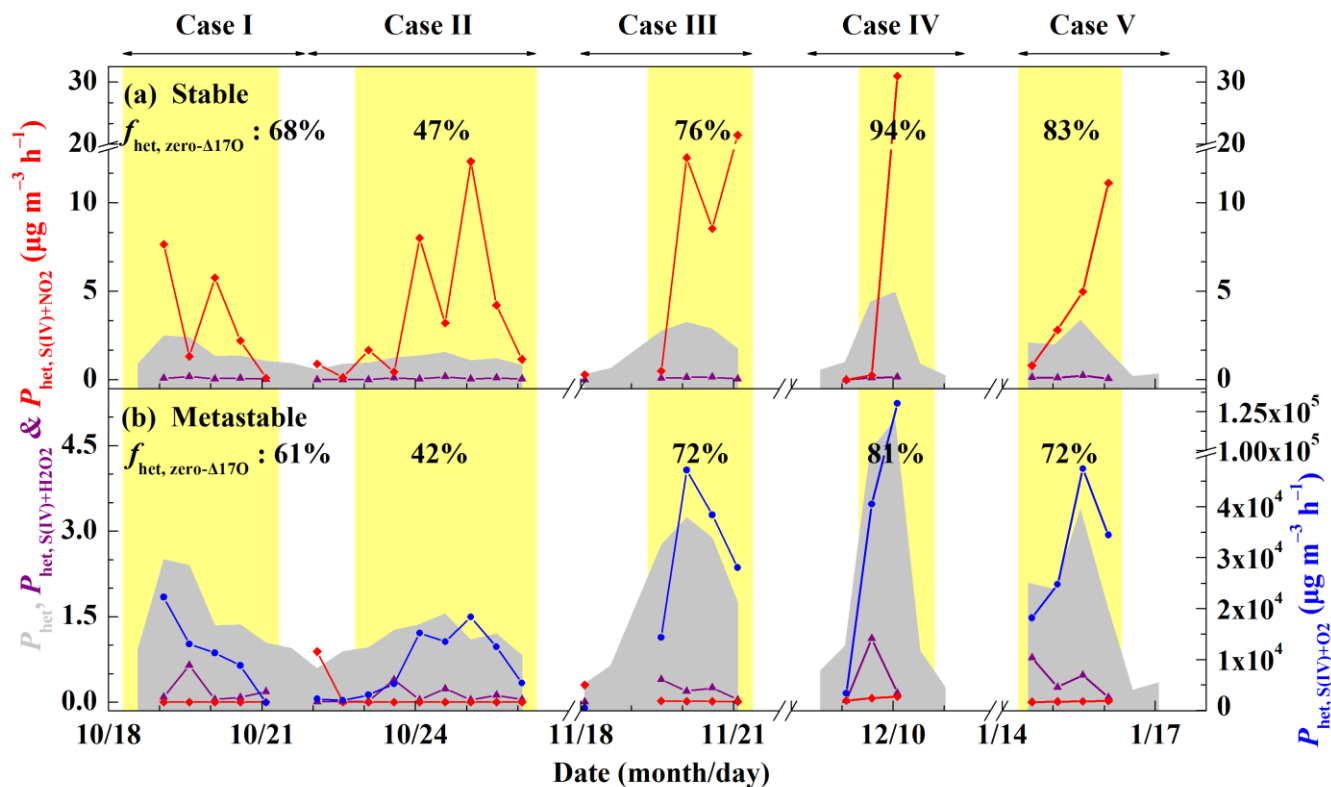 Case I Case II Case III Case IV Case V
30 30
(a) Stable
f het, zero-Δ17O : 68% 47% 76% 94% 83%
20 20
10 10
5 5
0 0
(b) Metastable
f het, zero-Δ17O : 61% 42% 72% 81% 72%
4.5
3.0
1.5
0.0
1.25x10⁵
1.00x10⁵
4x10⁴
3x10⁴
2x10⁴
1x10⁴
0.0
10/18 10/21 10/24 11/18 11/21 12/10 1/14 1/17
Date (month/day)
P het, P het, S(IV)+H2O2 & P het, S(IV)+NO2 (µg m⁻³ h⁻¹)
P het, S(IV)+O2 (µg m⁻³ h⁻¹)